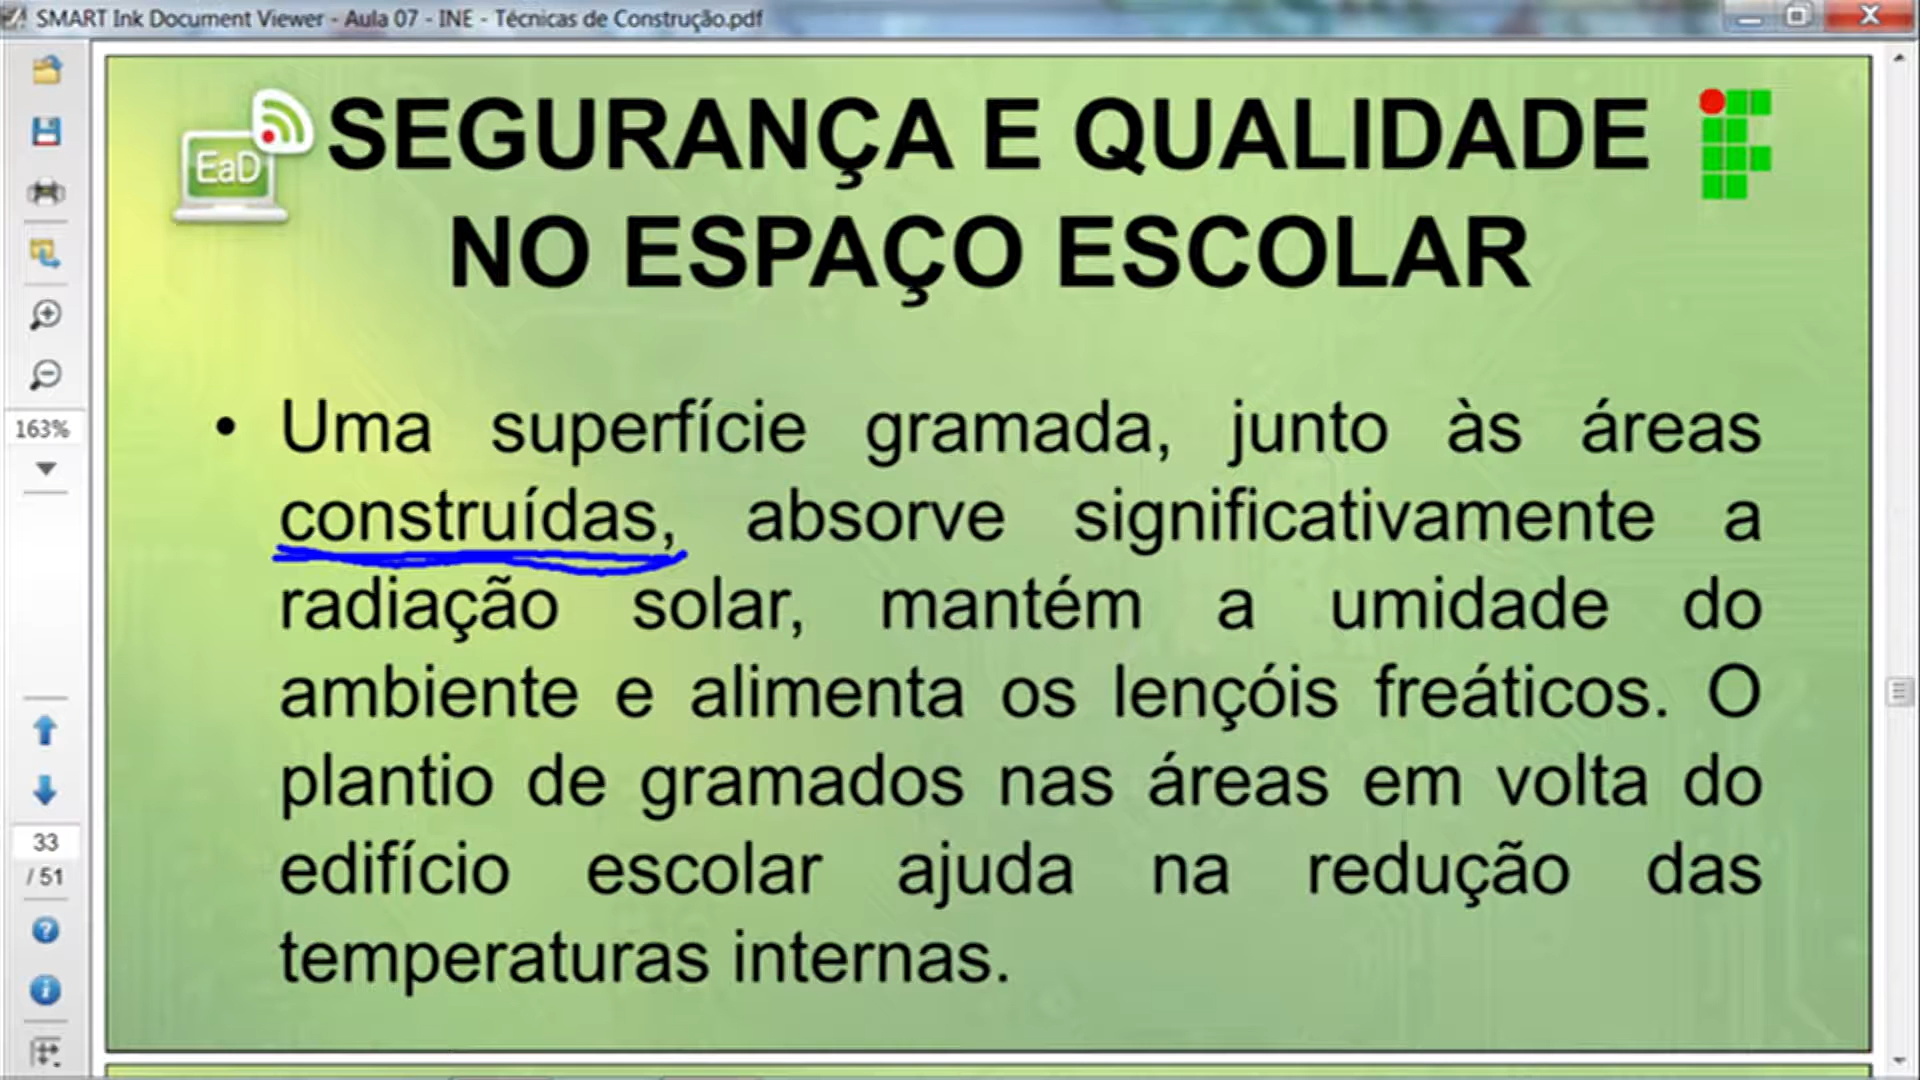 SMART Ink Document Viewer - Aula 07 - INE - Técnicas de Construção.pdf
EaD
SEGURANÇA E QUALIDADE
NO ESPAÇO ESCOLAR
163%
• Uma superfície gramada, junto às áreas
construídas, absorve significativamente a
radiação solar, mantém a umidade do
ambiente e alimenta os lençóis freáticos. O
plantio de gramados nas áreas em volta do
edifício escolar ajuda na redução das
temperaturas internas.
33
/ 51